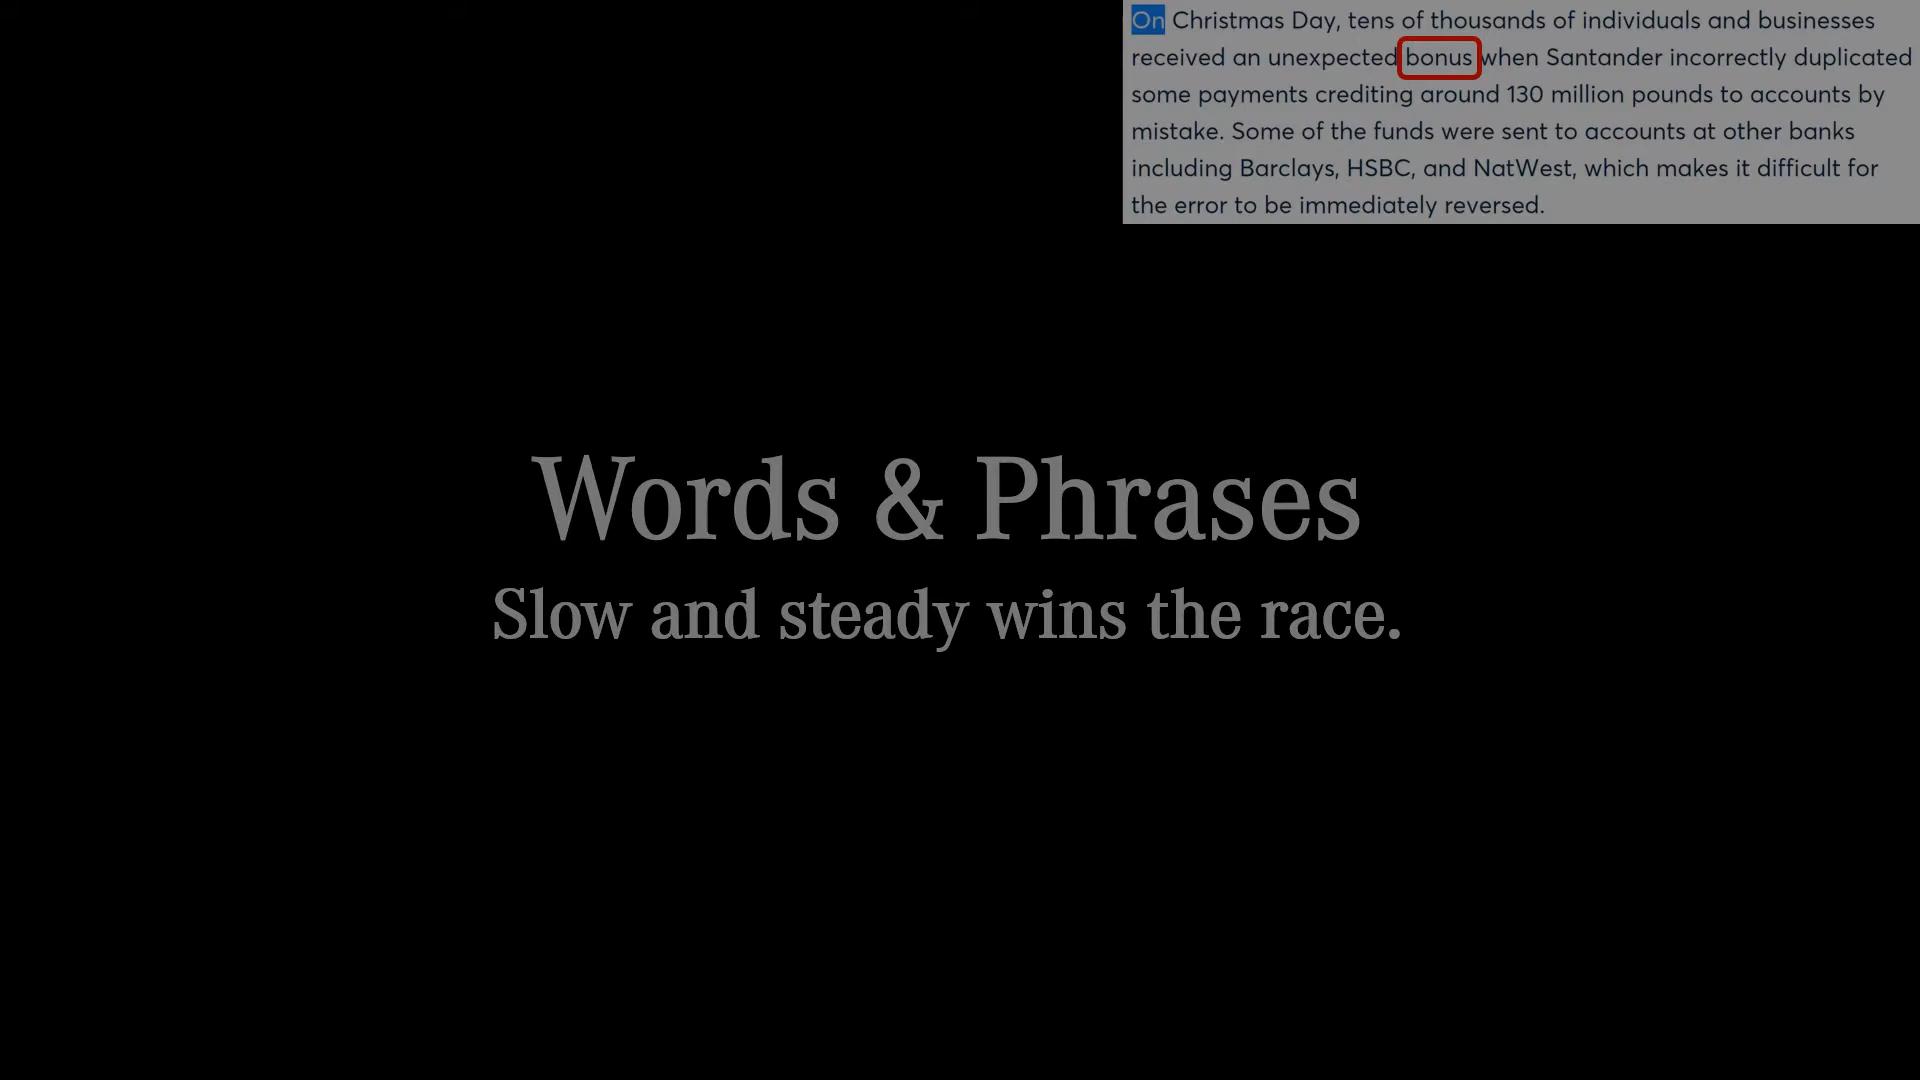 On Christmas Day, tens of thousands of individuals and businesses
received an unexpected bonus when Santander incorrectly duplicated
some payments crediting around 130 million pounds to accounts by
mistake. Some of the funds were sent to accounts at other banks
including Barclays, HSBC, and NatWest, which makes it difficult for
the error to be immediately reversed.
Words & Phrases
Slow and steady wins the race.